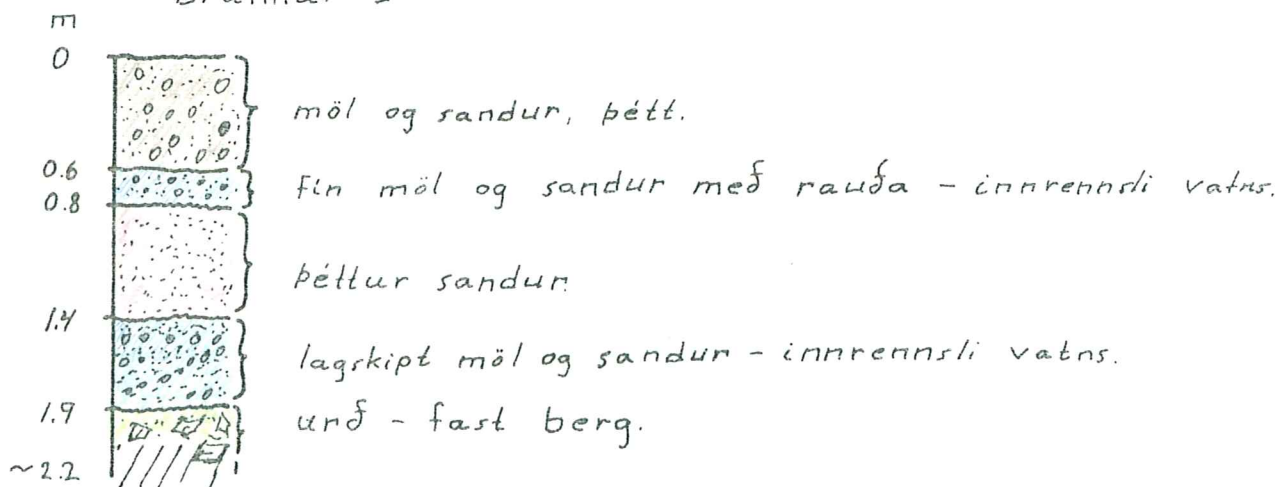 m
0
möl og sandur, þétt.
0.6
fín möl og sandur með rauða - innrennsli vatns.
0.8
þéttur sandur.
1.4
lagskipt möl og sandur - innrennsli vatns.
1.9
urð - fast berg.
~2.2